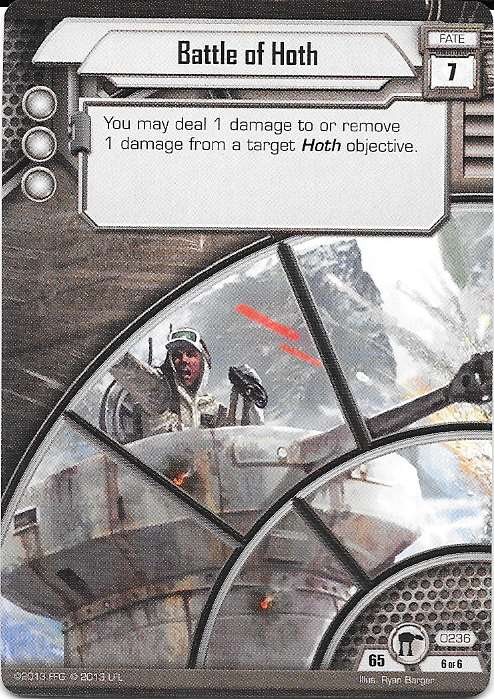 Battle of Hoth
FATE
7
You may deal 1 damage to or remove
1 damage from a target Hoth objective.
65
0236
6 OF 6
©2013 FFG © 2013 LFL
Illus. Ryan Barger